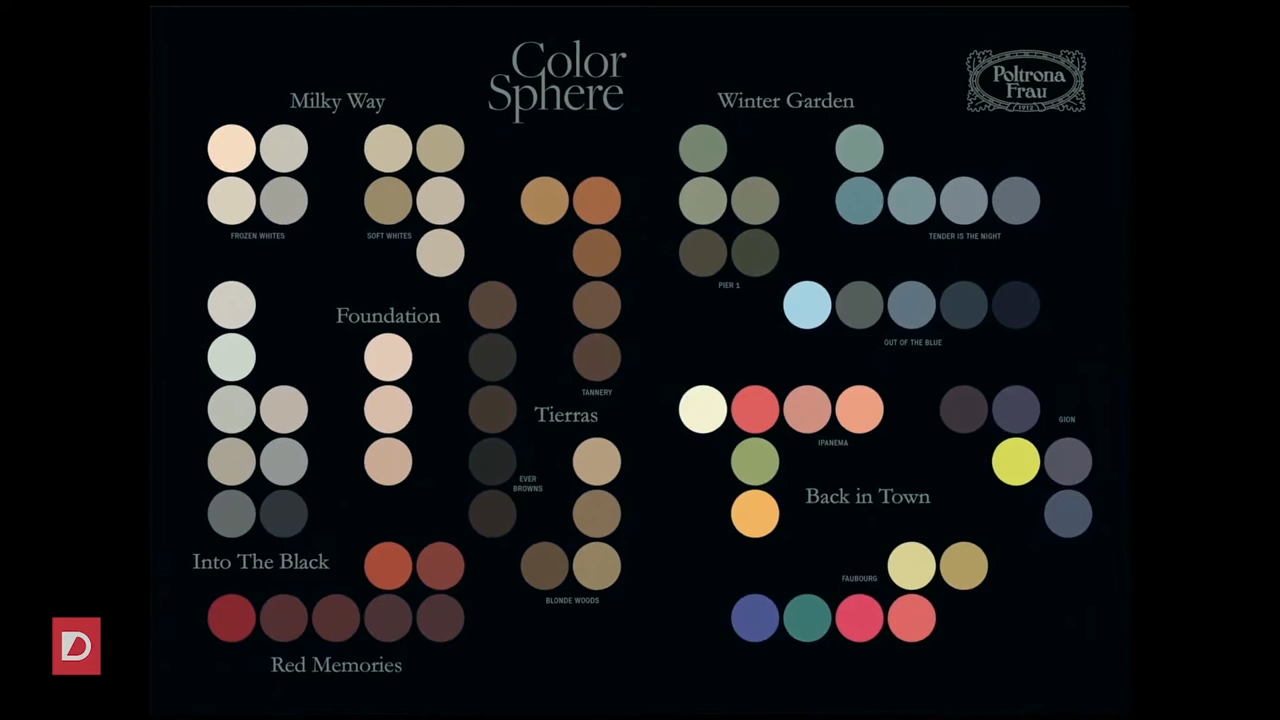 Color
Sphere
Poltrona
Frau
1912
Milky Way
Winter Garden
FROZEN WHITES
SOFT WHITES
TENDER IS THE NIGHT
PIER 1
Foundation
OUT OF THE BLUE
TANNERY
Tierras
IPANEMA
GION
EVER
BROWNS
Back in Town
Into The Black
FAUBOURG
BLONDE WOODS
Red Memories
D